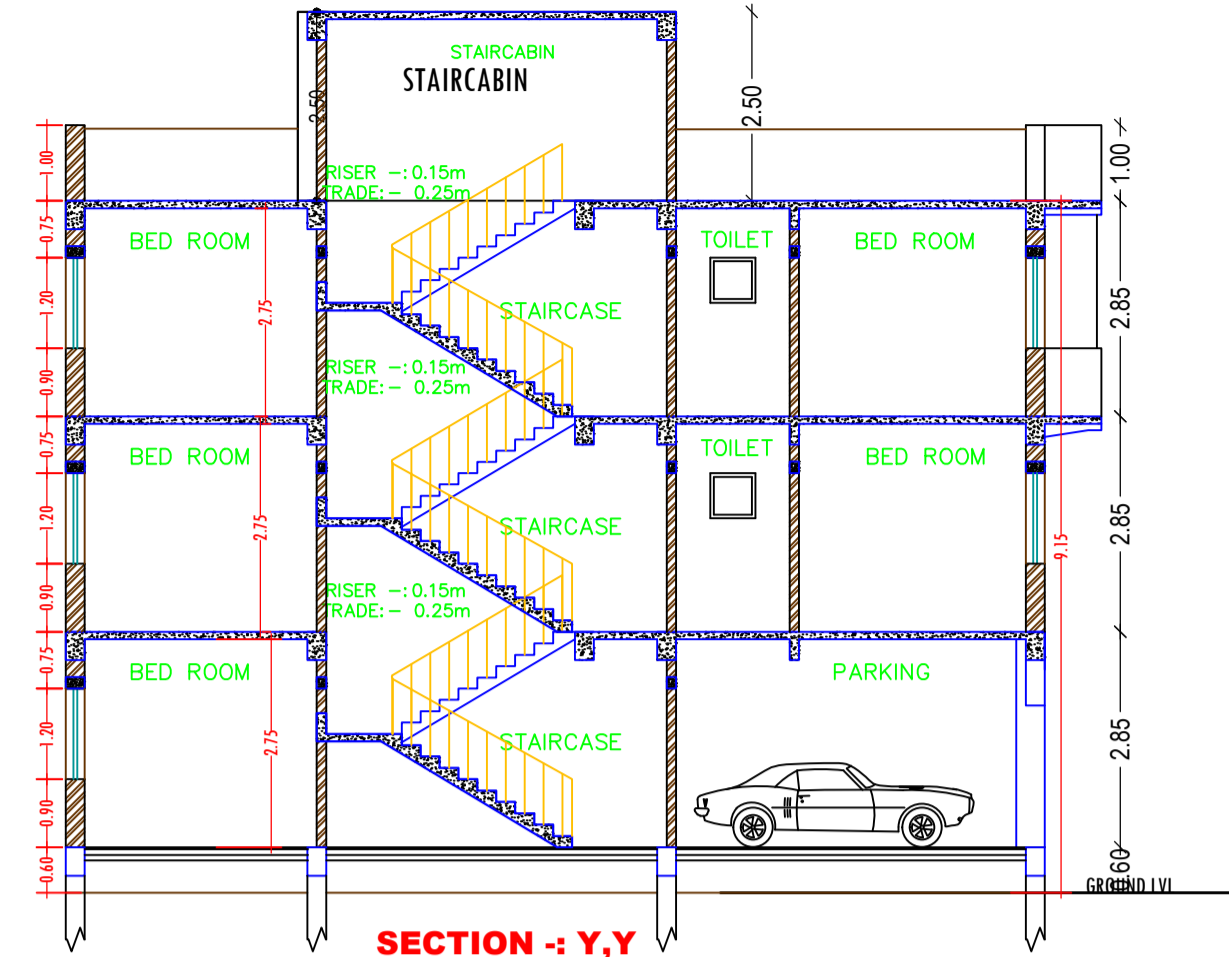 STAIRCABIN
STAIRCABIN
2.50
2.50
1.00
1.00
RISER -: 0.15m
TRADE: - 0.25m
0.75
BED ROOM
TOILET
BED ROOM
1.20
2.75
STAIRCASE
2.85
RISER -: 0.15m
TRADE: - 0.25m
0.90
0.75
BED ROOM
TOILET
BED ROOM
1.20
2.75
STAIRCASE
2.85
9.15
RISER -: 0.15m
TRADE: - 0.25m
0.90
0.75
BED ROOM
PARKING
1.20
2.75
STAIRCASE
2.85
0.90
0.60
0.60
GROUND LVL
SECTION -: Y,Y